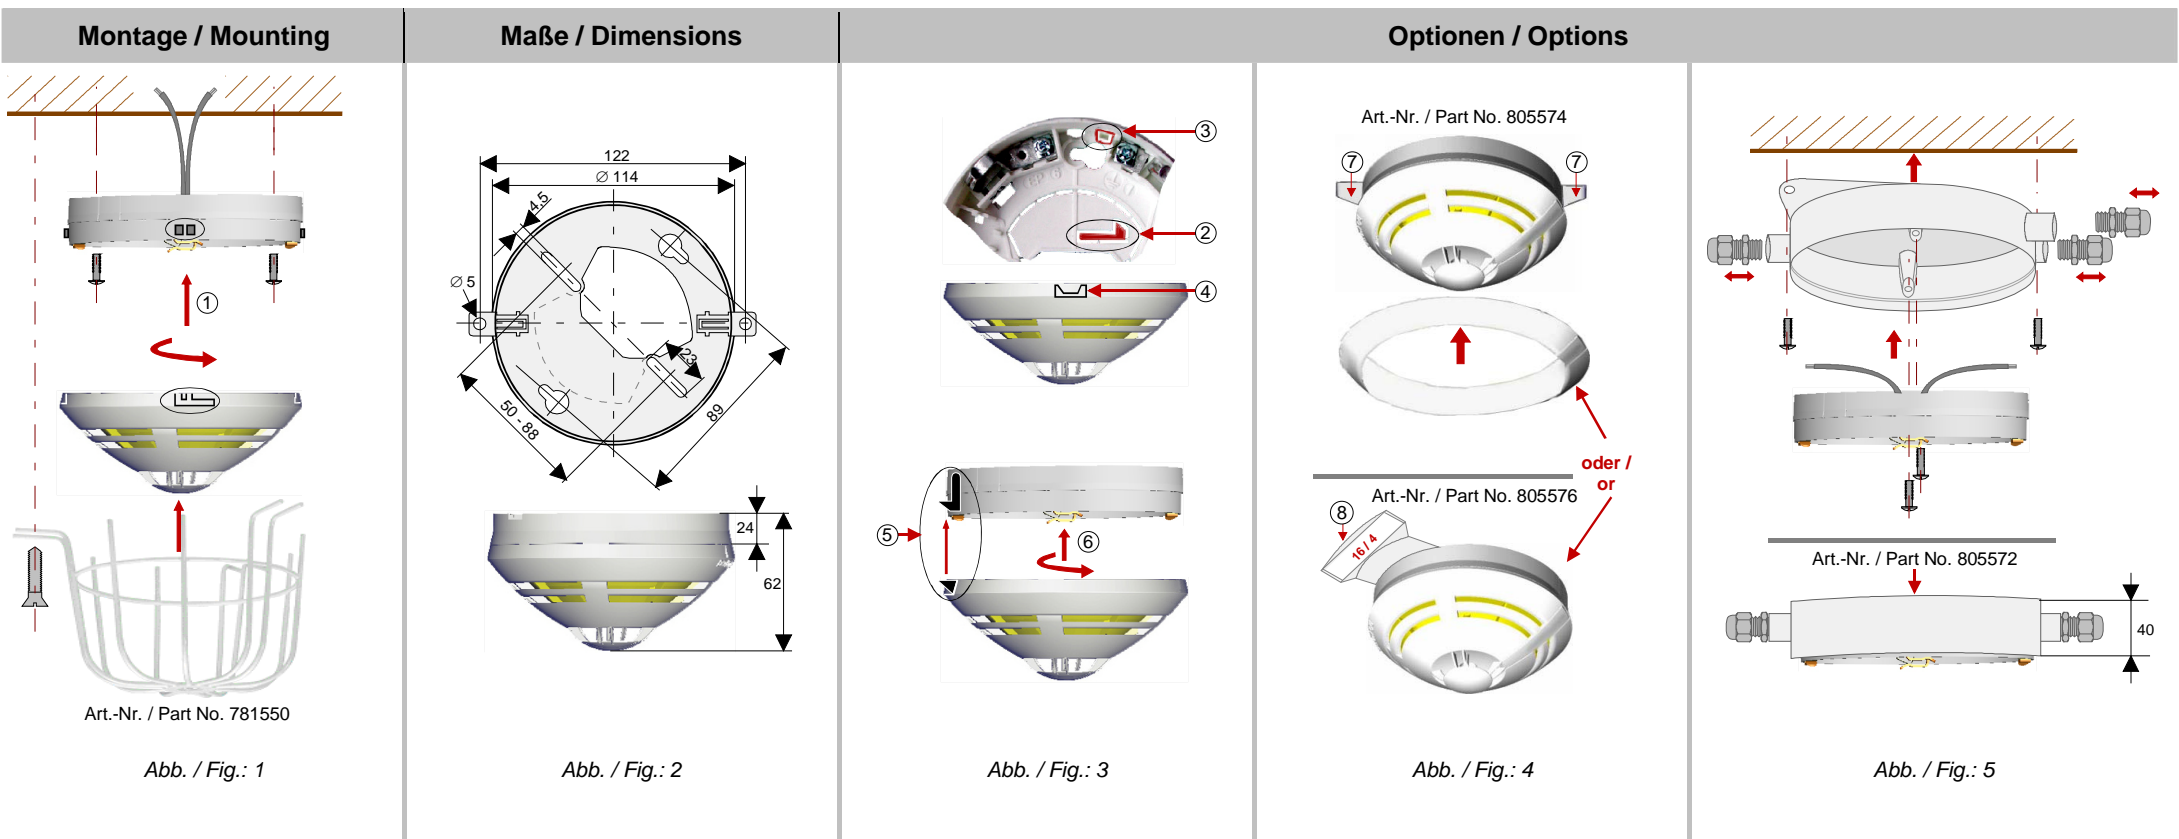 Montage / Mounting
Maße / Dimensions
Optionen / Options
①
Art.-Nr. / Part No. 781550
Abb. / Fig.: 1
122
∅ 114
4,5
∅ 5
23
50 - 88
89
24
62
Abb. / Fig.: 2
③
②
④
⑤
⑥
Abb. / Fig.: 3
Art.-Nr. / Part No. 805574
⑦
⑦
oder /
or
Art.-Nr. / Part No. 805576
⑧
16 / 4
Abb. / Fig.: 4
Art.-Nr. / Part No. 805572
40
Abb. / Fig.: 5